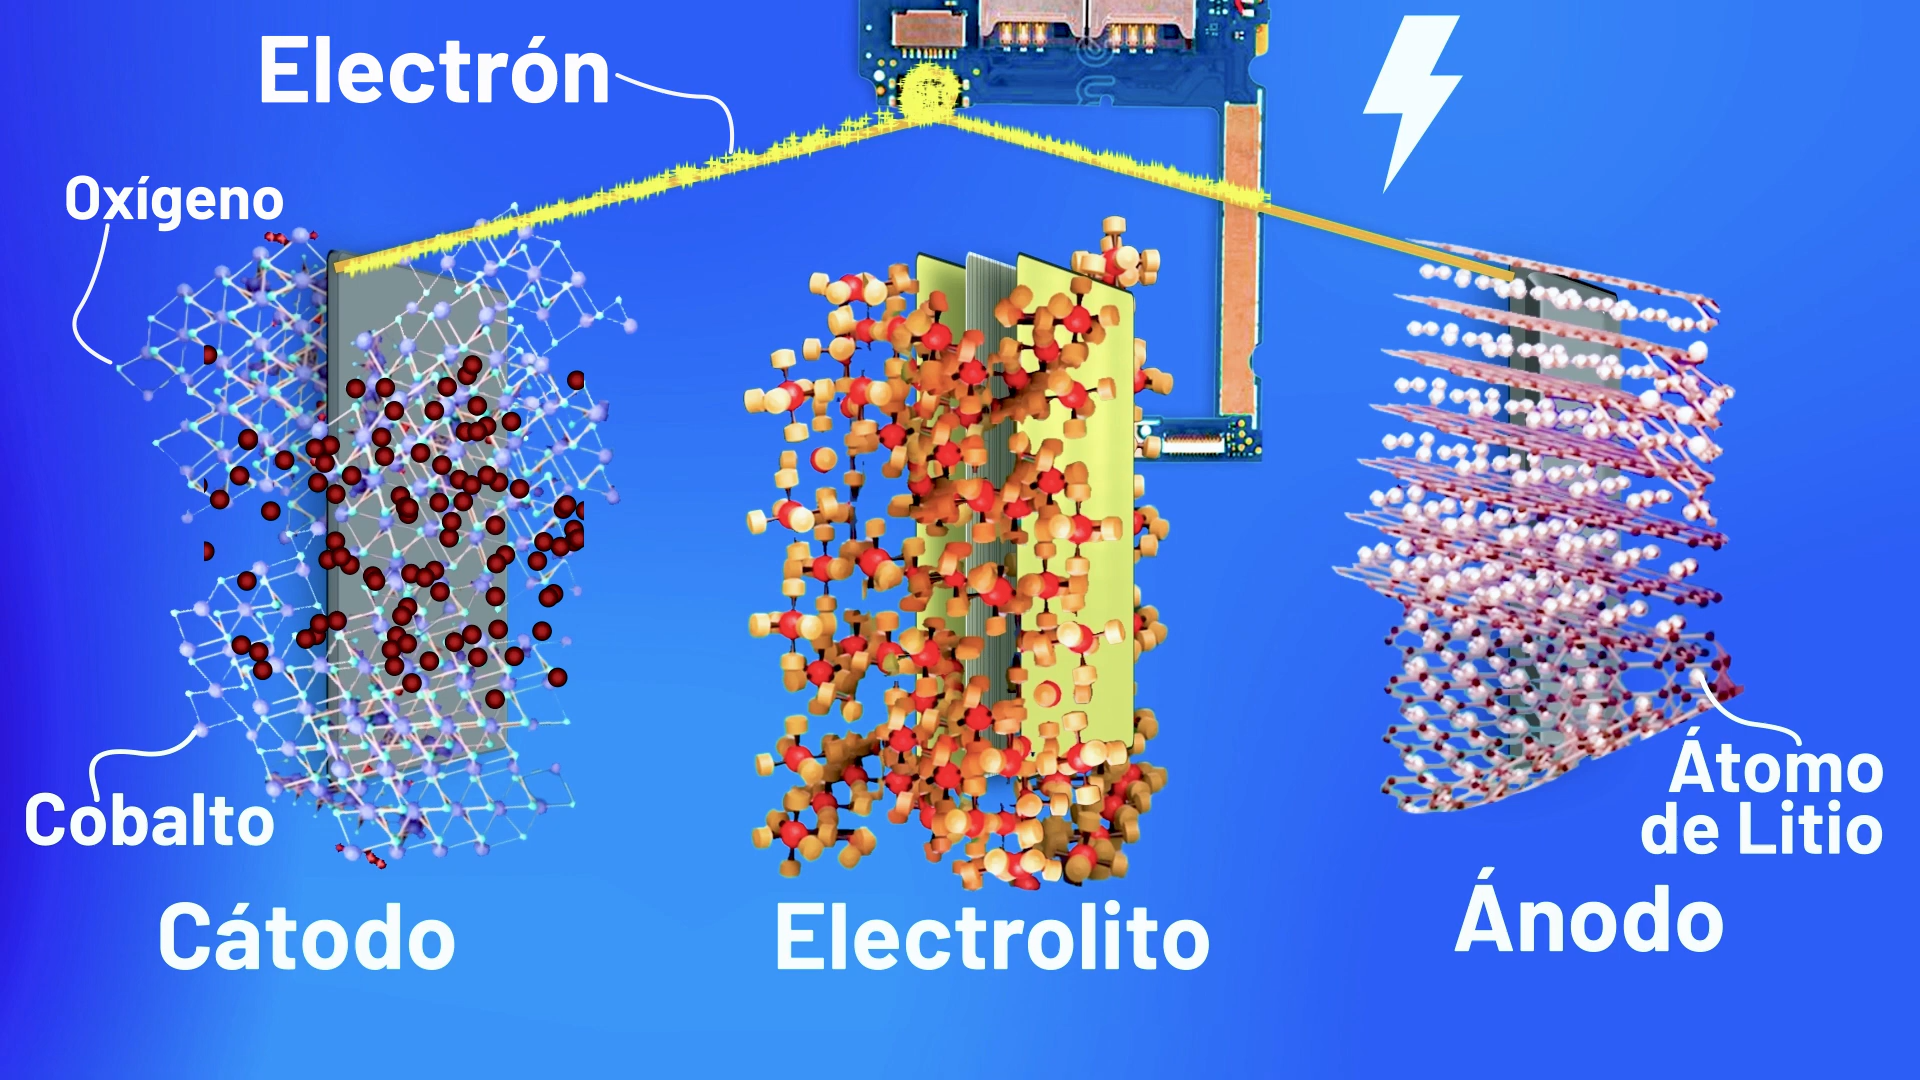 Electrón
Oxígeno
Cobalto
Átomo
de Litio
Cátodo
Electrolito
Ánodo